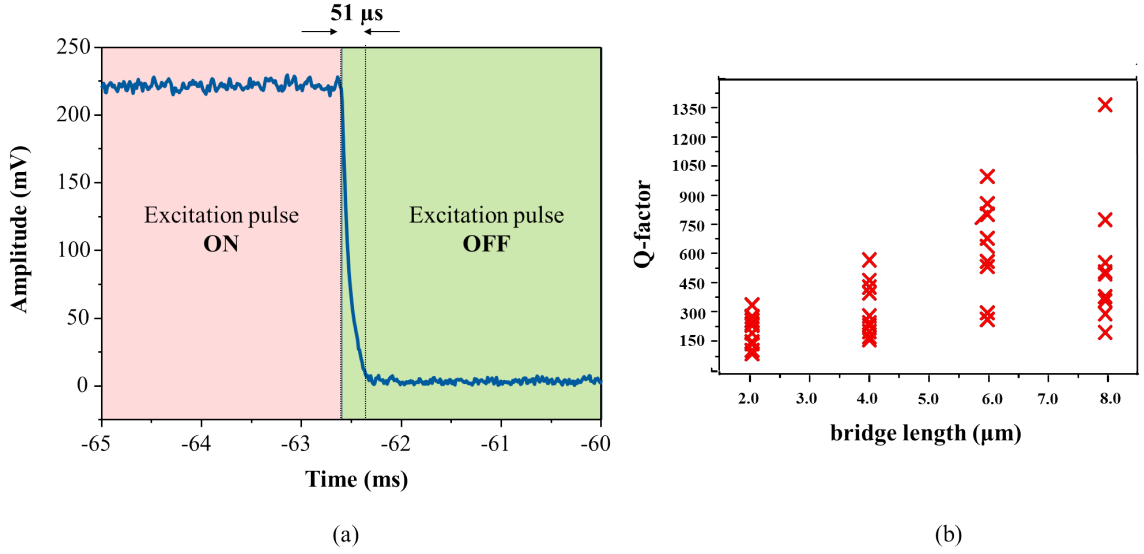 51 μs
250
200
150
100
50
0
Amplitude (mV)
Excitation pulse
ON
Excitation pulse
OFF
-65
-64
-63
-62
-61
-60
Time (ms)
(a)
1350
1200
1050
900
750
600
450
300
150
Q-factor
2.0
3.0
4.0
5.0
6.0
7.0
8.0
bridge length (μm)
(b)